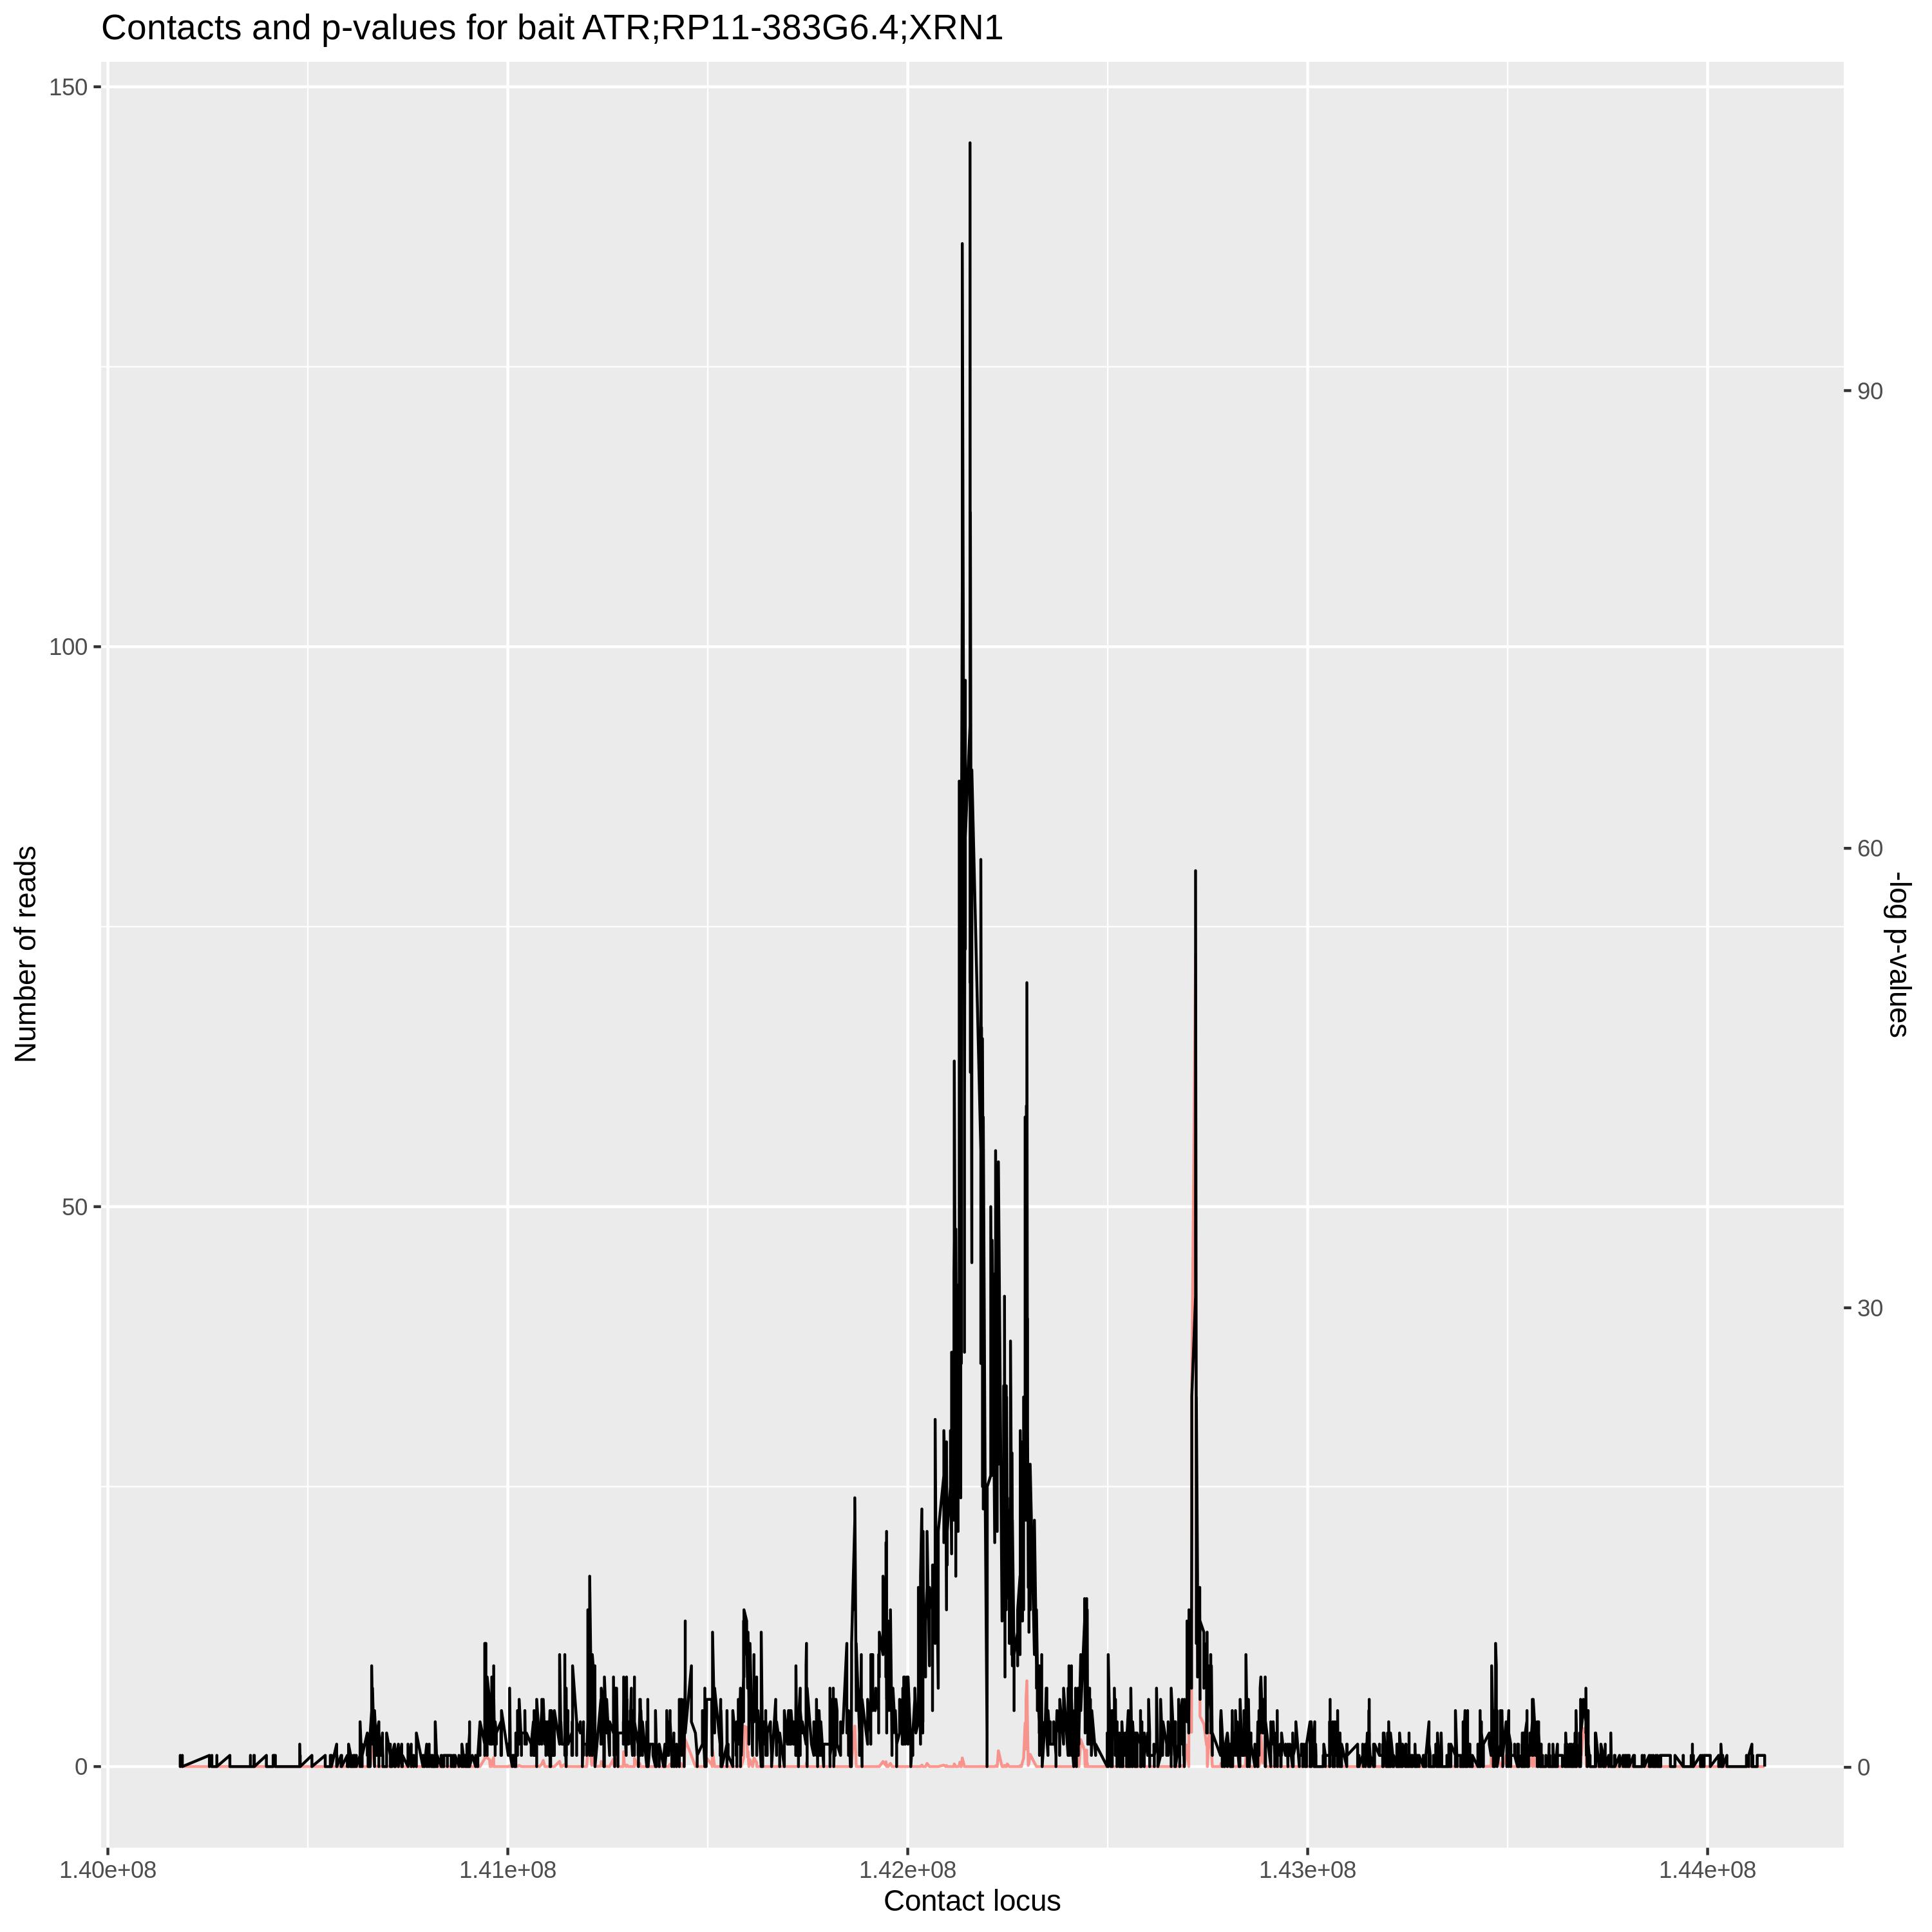 Contacts and p-values for bait ATR;RP11-383G6.4;XRN1
150
100
50
0
Number of reads
90
60
30
0
-log p-values
1.40e+08 1.41e+08 1.42e+08 1.43e+08 1.44e+08
Contact locus